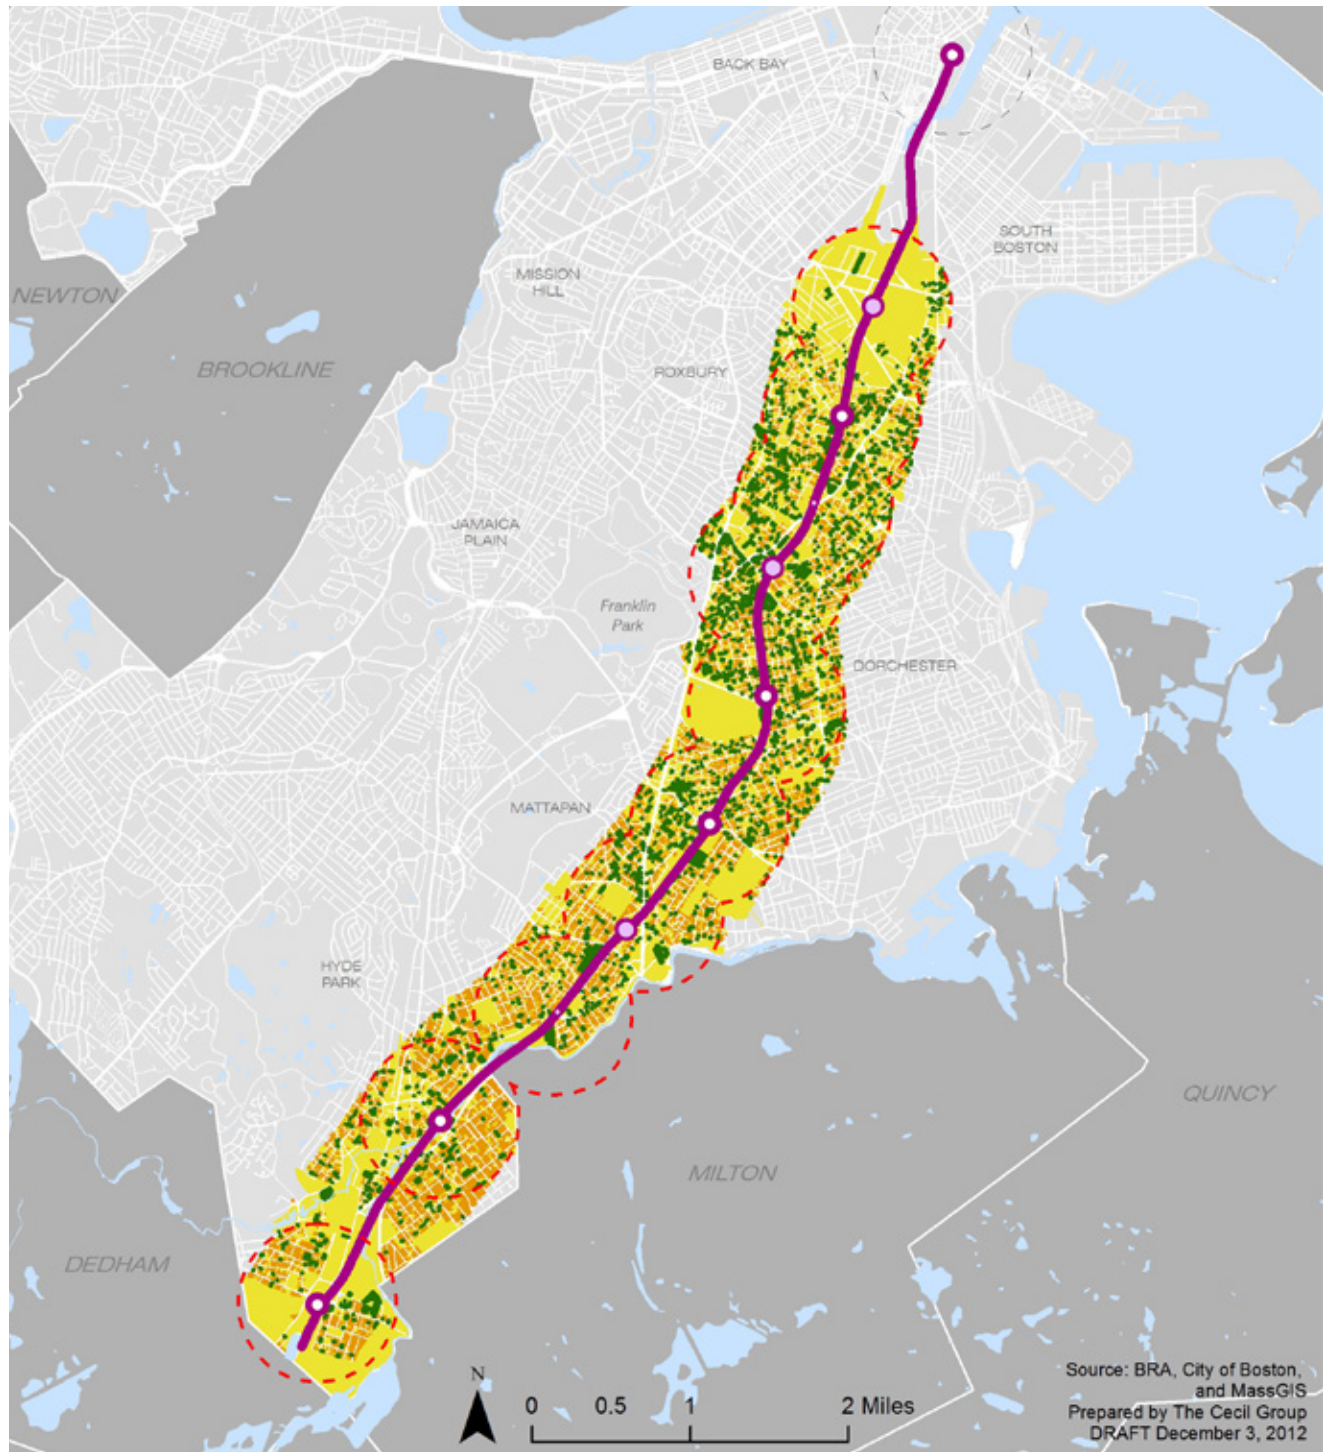 BACK BAY
SOUTH
BOSTON
MISSION
HILL
NEWTON
BROOKLINE
ROXBURY
JAMAICA
PLAIN
Franklin
Park
DORCHESTER
MATTAPAN
HYDE
PARK
QUINCY
MILTON
DEDHAM
N
0 0.5 1 2 Miles
Source: BRA, City of Boston,
and MassGIS
Prepared by The Cecil Group
DRAFT December 3, 2012